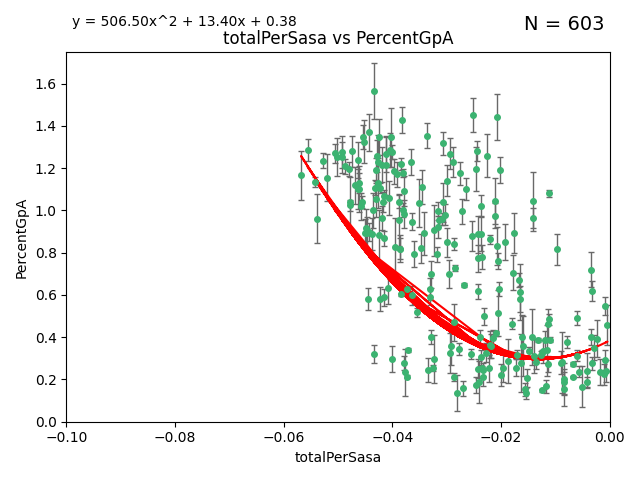 y = 506.50x^2 + 13.40x + 0.38
N = 603
totalPerSasa vs PercentGpA
PercentGpA
1.6
1.4
1.2
1.0
0.8
0.6
0.4
0.2
0.0
−0.10 −0.08 −0.06 −0.04 −0.02 0.00
totalPerSasa